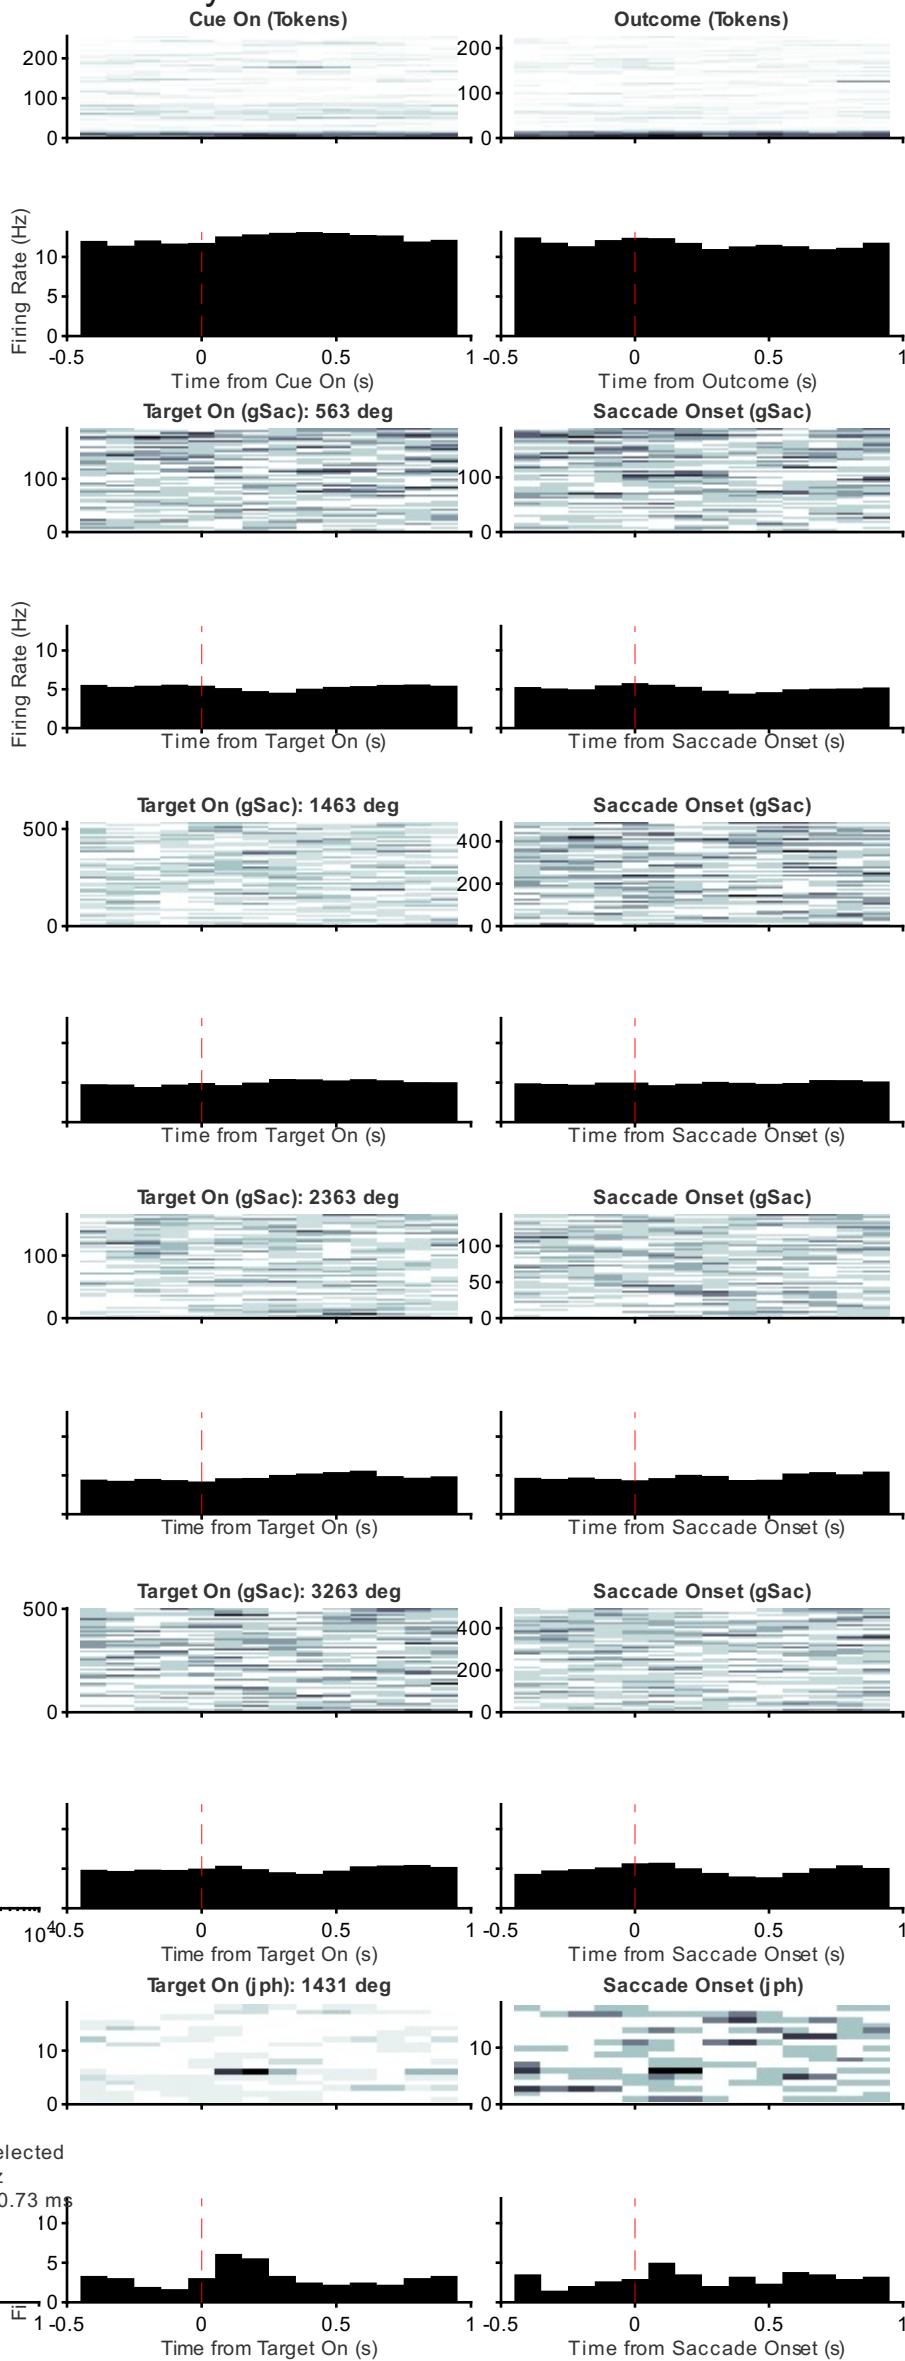 Cue On (Tokens) Outcome (Tokens)
200 200
100 100
0 0
Firing Rate (Hz)
10
5
0
-0.5 0 0.5 1 -0.5 0 0.5 1
Time from Cue On (s) Time from Outcome (s)
Target On (gSac): 563 deg Saccade Onset (gSac)
100 100
0 0
Firing Rate (Hz)
10
5
0
Time from Target On (s) Time from Saccade Onset (s)
Target On (gSac): 1463 deg Saccade Onset (gSac)
500 400
200
0 0
Time from Target On (s) Time from Saccade Onset (s)
Target On (gSac): 2363 deg Saccade Onset (gSac)
100 100
50
0 0
Time from Target On (s) Time from Saccade Onset (s)
Target On (gSac): 3263 deg Saccade Onset (gSac)
500 400
200
0 0
10⁴ -0.5 0 0.5 1 -0.5 0 0.5 1
Time from Target On (s) Time from Saccade Onset (s)
Target On (jph): 1431 deg Saccade Onset (jph)
10 10
0 0
elected
z
0.73 ms
10
5
0
Fi
1 -0.5 0 0.5 1 -0.5 0 0.5 1
Time from Target On (s) Time from Saccade Onset (s)